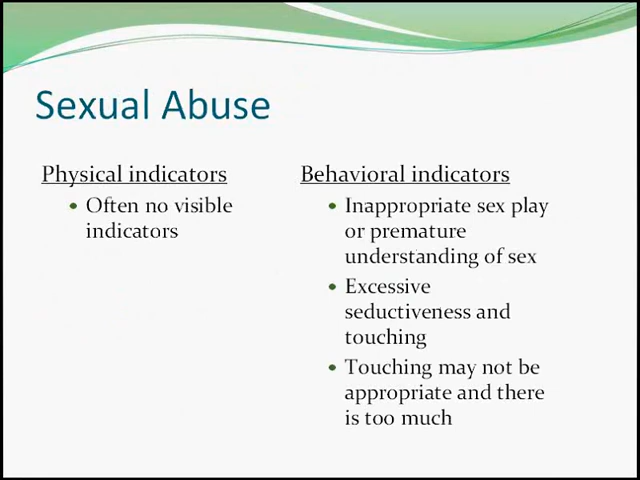 Sexual Abuse
Physical indicators
• Often no visible
indicators
Behavioral indicators
• Inappropriate sex play
or premature
understanding of sex
• Excessive
seductiveness and
touching
• Touching may not be
appropriate and there
is too much